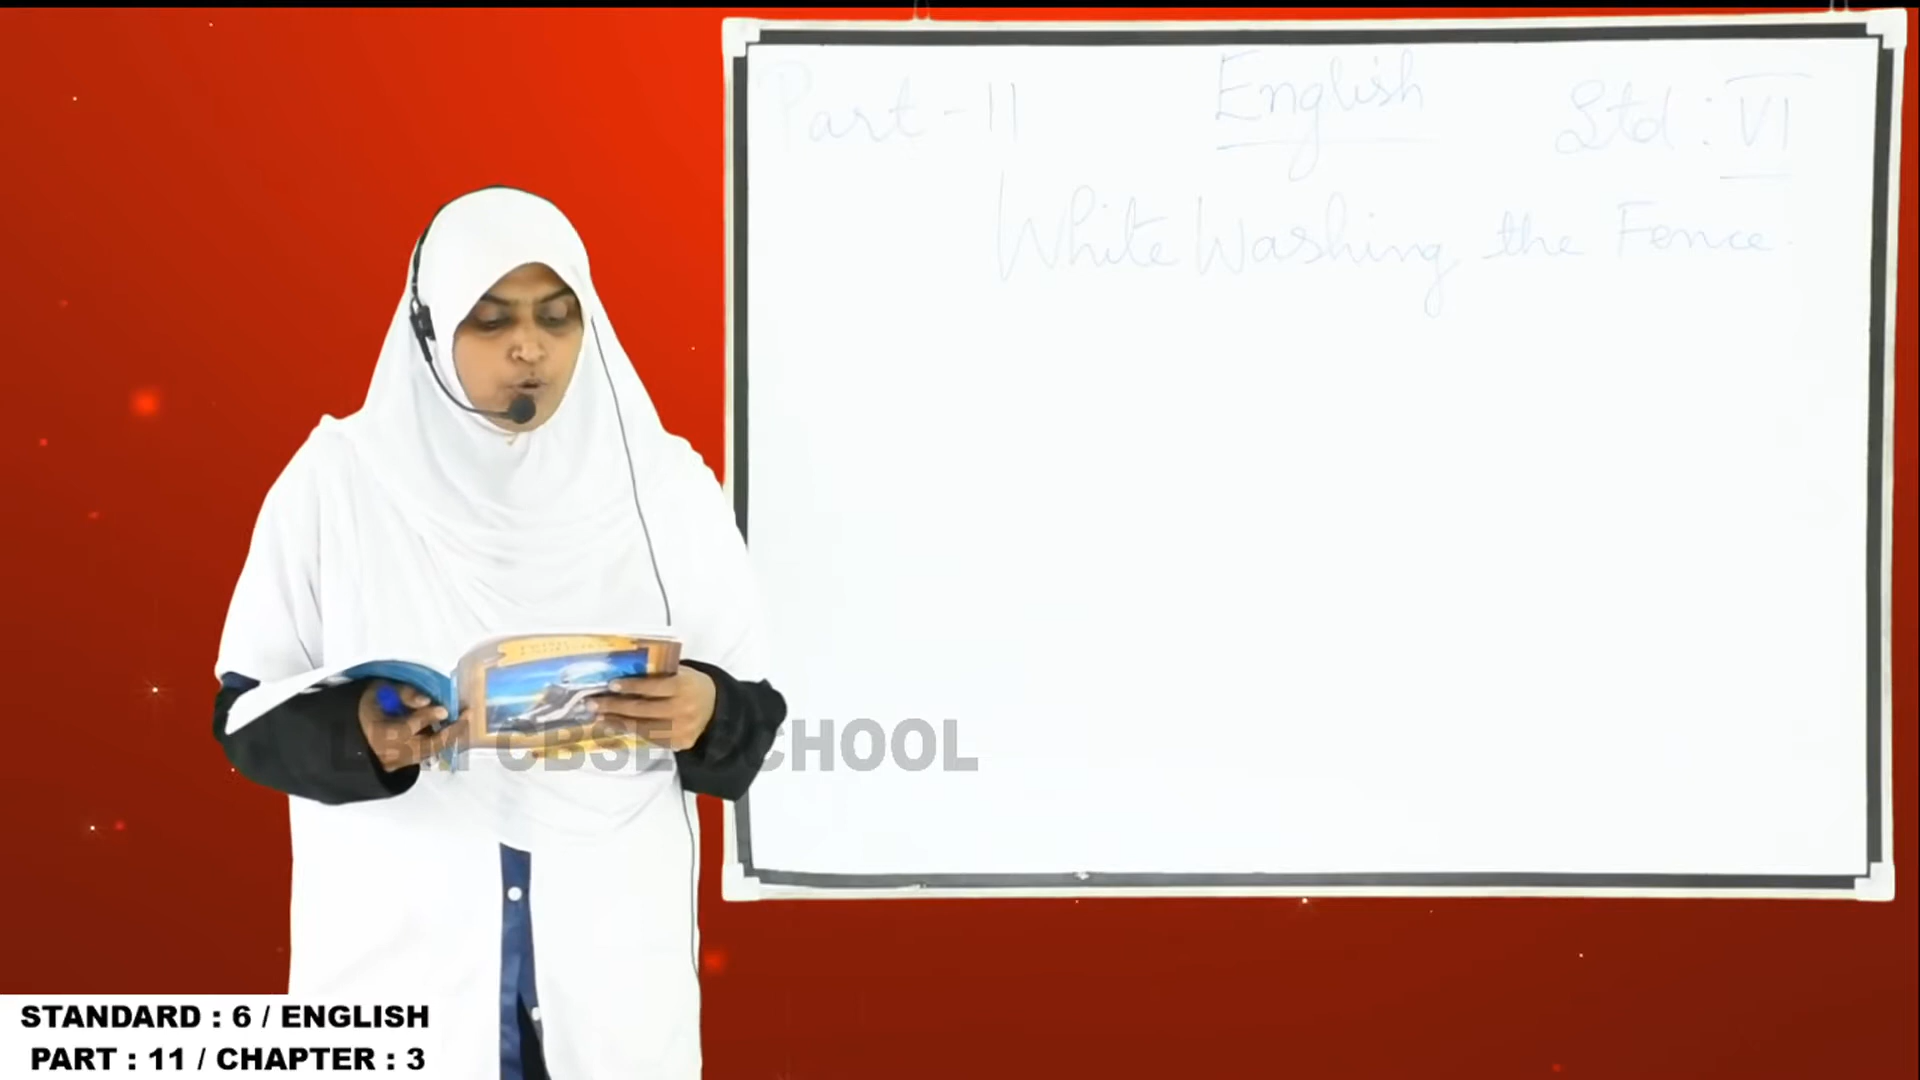 Part - 11 English Std : VI
White Washing the Fence
LBM CBSE SCHOOL
STANDARD : 6 / ENGLISH
PART : 11 / CHAPTER : 3